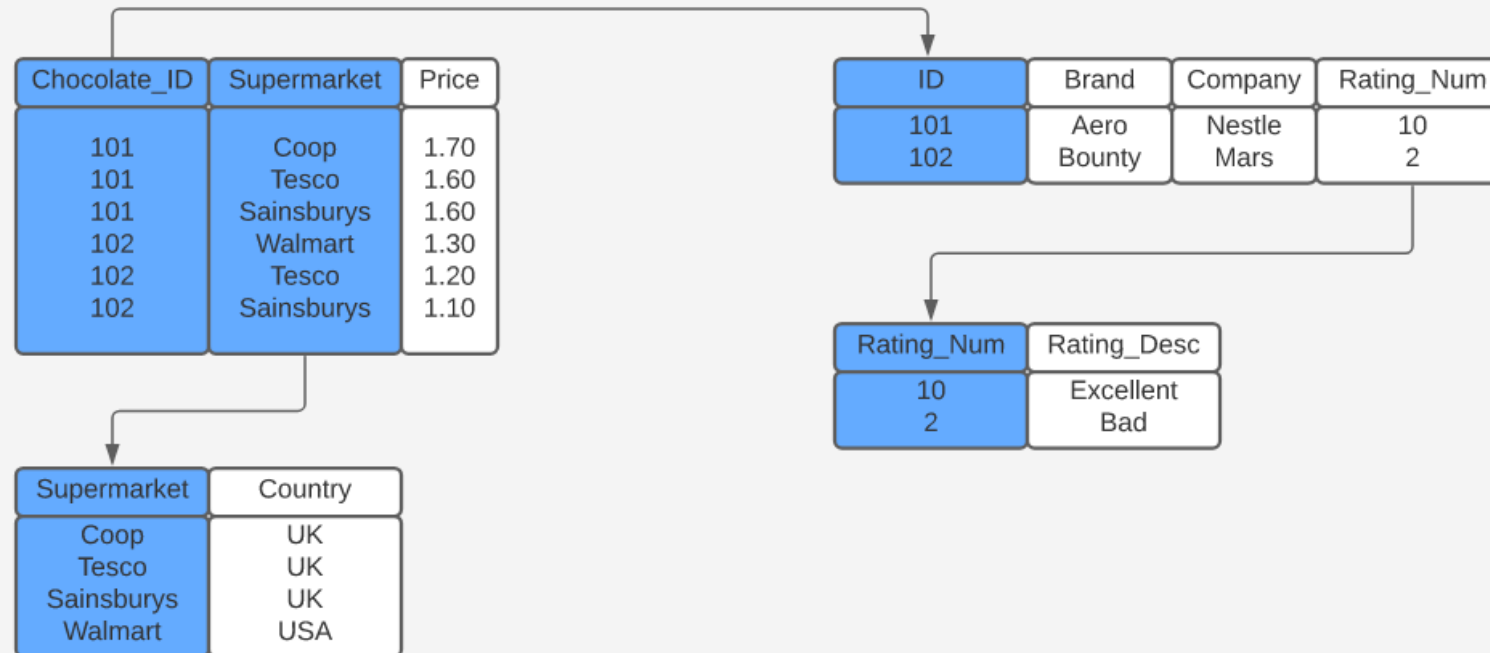 Chocolate_ID Supermarket Price
101 Coop 1.70
101 Tesco 1.60
101 Sainsburys 1.60
102 Walmart 1.30
102 Tesco 1.20
102 Sainsburys 1.10
ID Brand Company Rating_Num
101 Aero Nestle 10
102 Bounty Mars 2
Rating_Num Rating_Desc
10 Excellent
2 Bad
Supermarket Country
Coop UK
Tesco UK
Sainsburys UK
Walmart USA